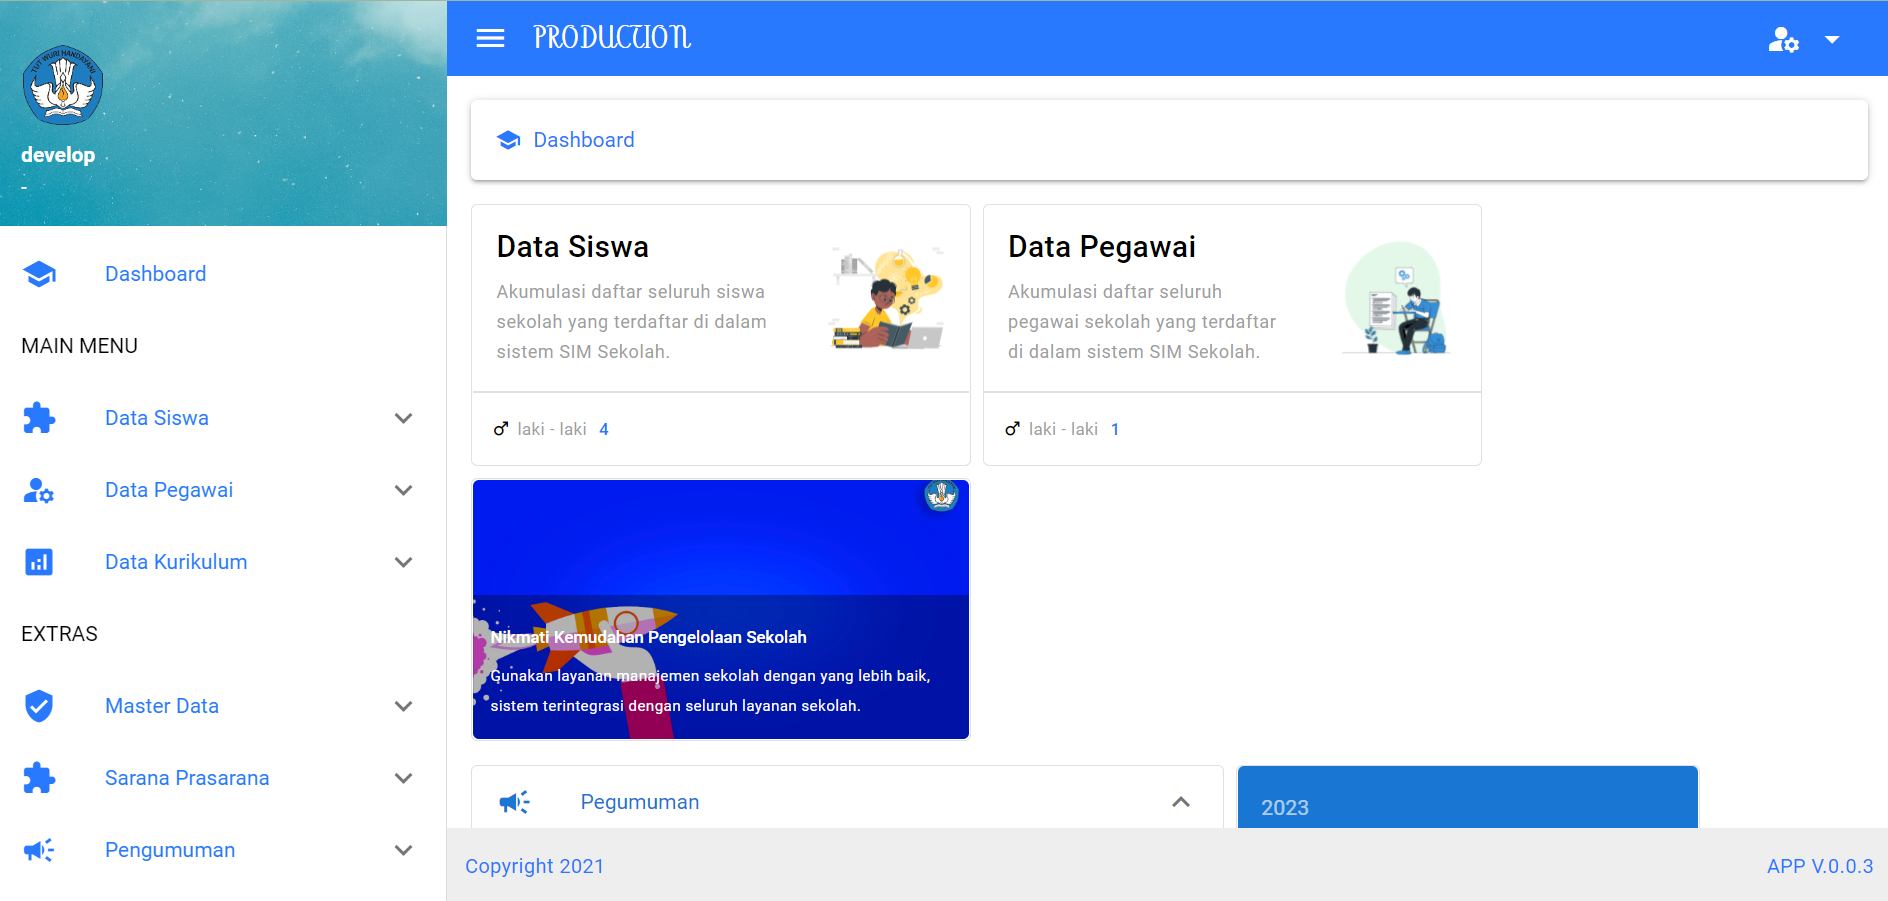 TUT WURI HANDAYANI
develop
-
Dashboard
MAIN MENU
Data Siswa
Data Pegawai
Data Kurikulum
EXTRAS
Master Data
Sarana Prasarana
Pengumuman
PRODUCTION
Dashboard
Data Siswa
Akumulasi daftar seluruh siswa
sekolah yang terdaftar di dalam
sistem SIM Sekolah.
laki - laki 4
Data Pegawai
Akumulasi daftar seluruh
pegawai sekolah yang terdaftar
di dalam sistem SIM Sekolah.
laki - laki 1
Nikmati Kemudahan Pengelolaan Sekolah
Gunakan layanan manajemen sekolah dengan yang lebih baik,
sistem terintegrasi dengan seluruh layanan sekolah.
Pegumuman
2023
Copyright 2021
APP V.0.0.3